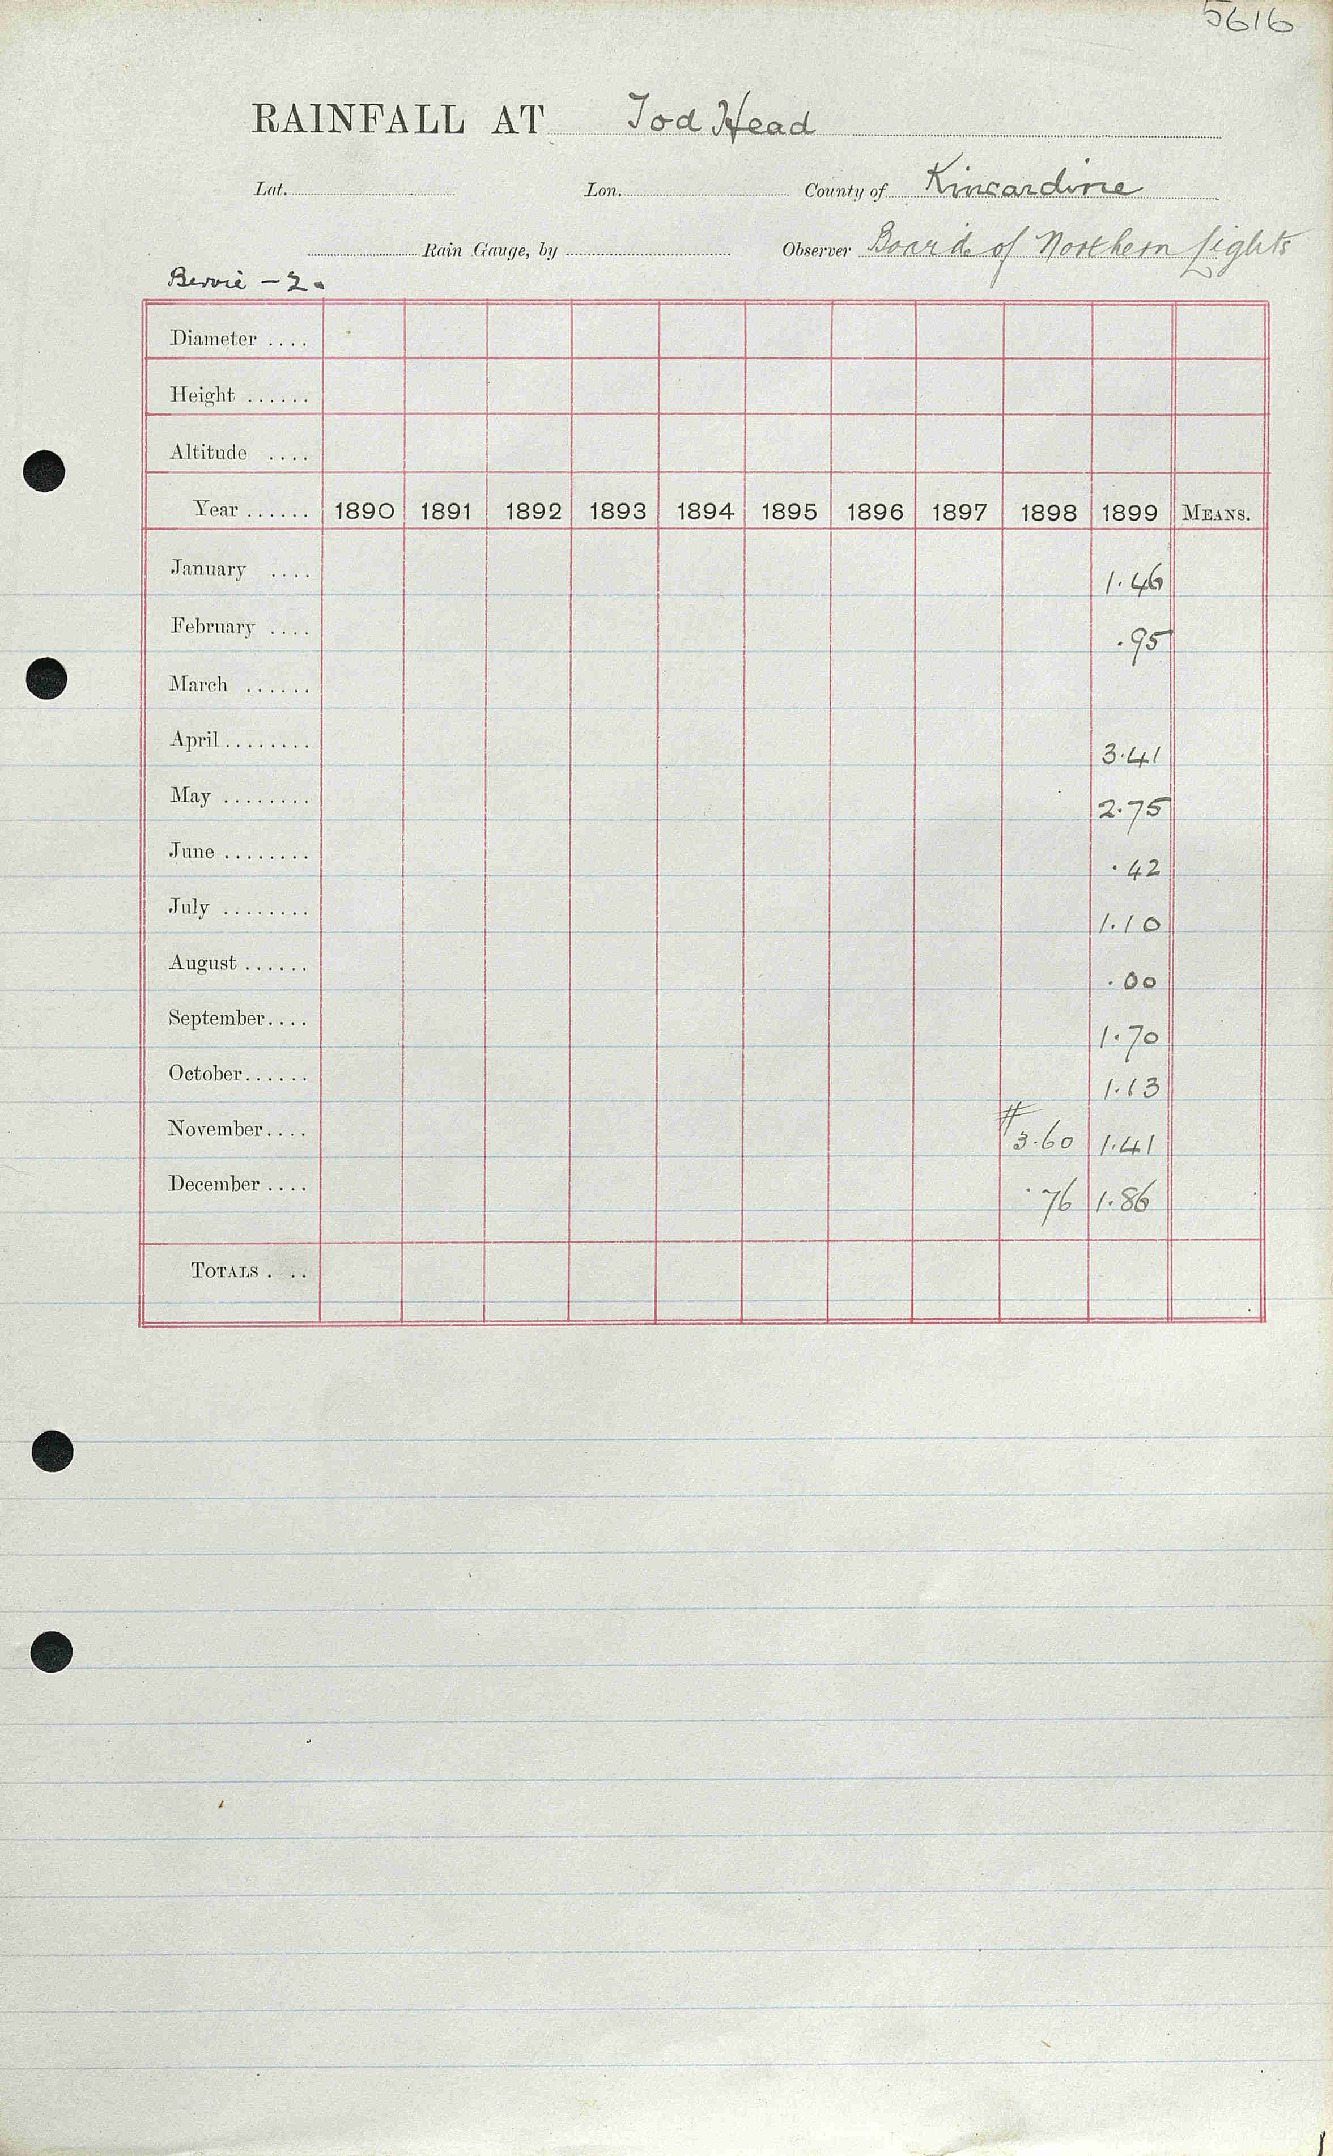 5616
RAINFALL AT Tod Head
Lat. Lon. County of Kincardine
Rain Gauge, by Observer Board of Northern Lights
Bervie - 2.
Diameter ....
Height ......
Altitude ....
Year ...... 1890 1891 1892 1893 1894 1895 1896 1897 1898 1899 MEANS.
January .... 1.46
February .... .95
March ......
April ........ 3.41
May ........ 2.75
June ........ .42
July ........ 1.10
August ...... .00
September.... 1.70
October...... 1.13
November.... # 3.60 1.41
December .... .76 1.86
TOTALS . ..